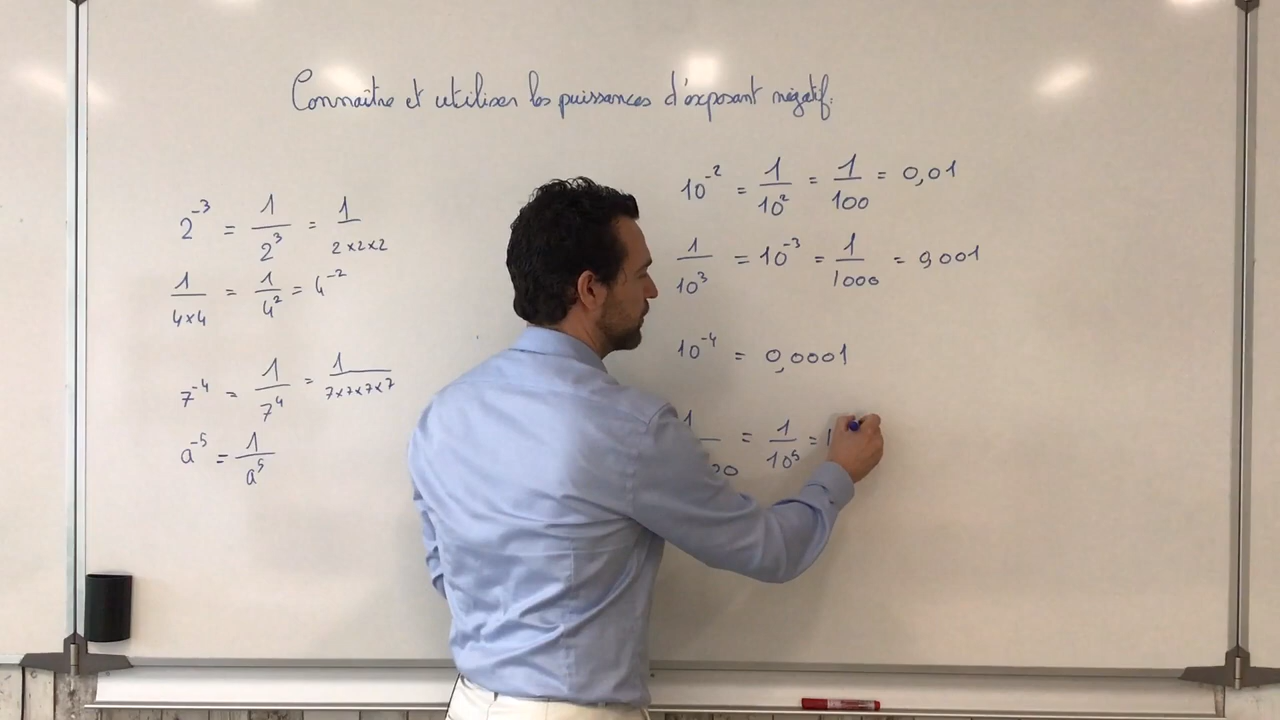 Connaître et utiliser les puissances d'exposant négatif.
2⁻³ = 1/2³ = 1/(2×2×2)
1/(4×4) = 1/4² = 4⁻²
7⁻⁴ = 1/7⁴ = 1/(7×7×7×7)
a⁻⁵ = 1/a⁵
10⁻² = 1/10² = 1/100 = 0,01
1/10³ = 10⁻³ = 1/1000 = 0,001
10⁻⁴ = 0,0001
= 1/10⁵ = 1